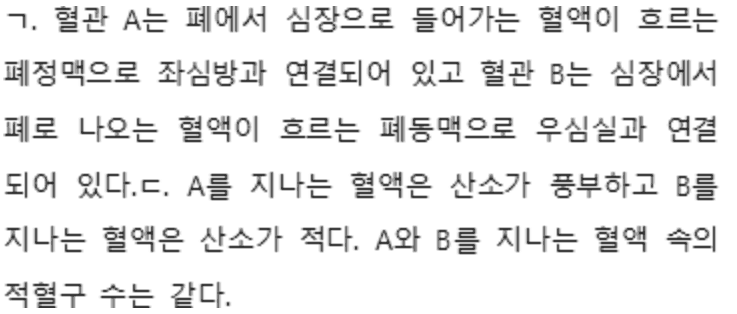 ㄱ. 혈관 A는 폐에서 심장으로 들어가는 혈액이 흐르는
폐정맥으로 좌심방과 연결되어 있고 혈관 B는 심장에서
폐로 나오는 혈액이 흐르는 폐동맥으로 우심실과 연결
되어 있다.ㄷ. A를 지나는 혈액은 산소가 풍부하고 B를
지나는 혈액은 산소가 적다. A와 B를 지나는 혈액 속의
적혈구 수는 같다.